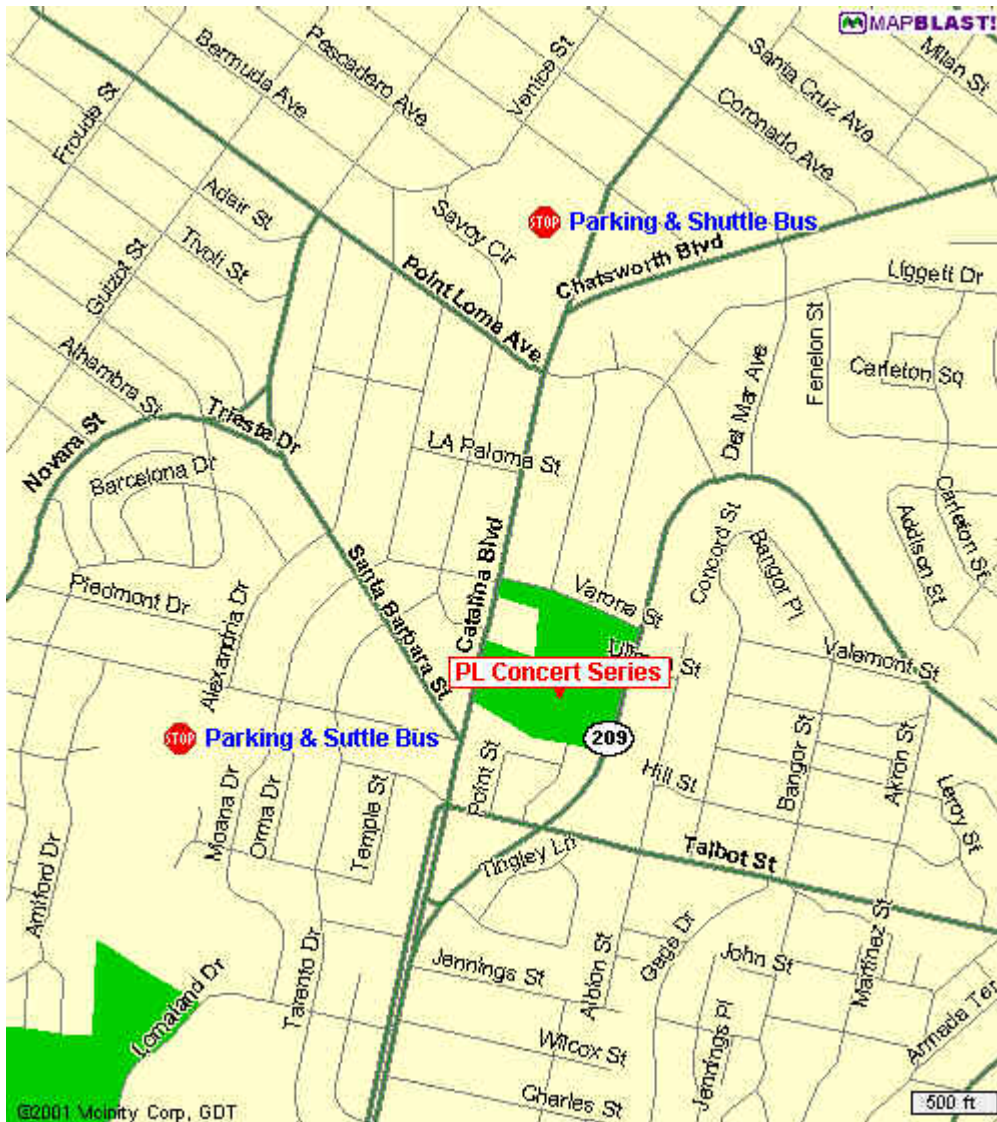 MAPBLAST!
Bermuda Ave
Pescadero Ave
Venice St
Santa Cruz Ave
Milan St
Coronado Ave
Froude St
Adair St
Tivoli St
Guizot St
Savoy Cir
STOP Parking & Shuttle Bus
Chatsworth Blvd
Point Loma Ave
Liggett Dr
Fenelon St
Carleton Sq
Del Mar Ave
Alhambra St
Novara St
Trieste Dr
Barcelona Dr
LA Paloma St
Catalina Blvd
Santa Barbara St
Piedmont Dr
Alexandria Dr
Concord St
Bangor Pl
Addison St
Carleton St
Varona St
Valemont St
PL Concert Series
STOP Parking & Suttle Bus
209
Point St
Hill St
Bangor St
Akron St
Leroy St
Moana Dr
Orma Dr
Temple St
Tingley Ln
Talbot St
Amiford Dr
Tarento Dr
Jennings St
Albion St
Gage Dr
John St
Martinez St
Lomaland Dr
Wilcox St
Jennings Pl
Armada Ter
Charles St
©2001 Vicinity Corp, GDT
500 ft